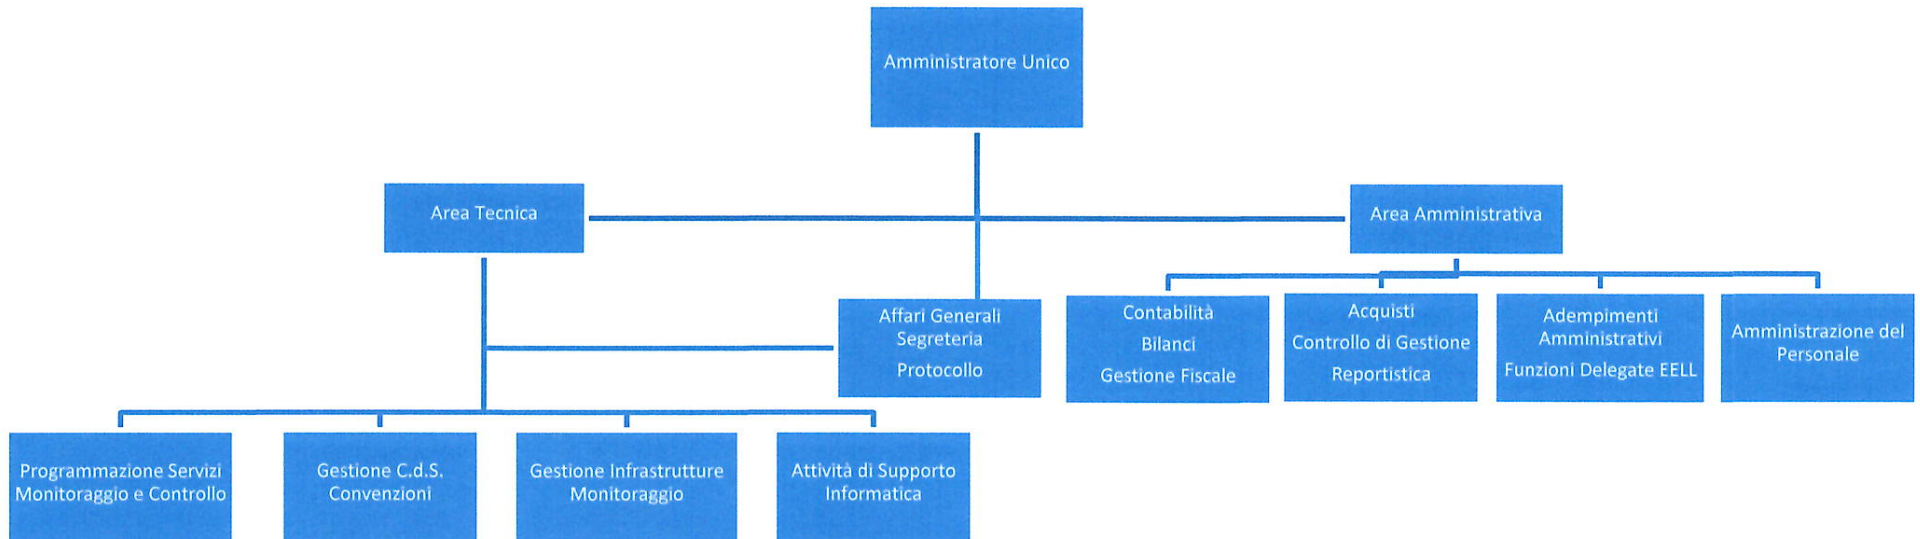 Amministratore Unico
Area Tecnica
Area Amministrativa
Affari Generali
Segreteria
Protocollo
Contabilità
Bilanci
Gestione Fiscale
Acquisti
Controllo di Gestione
Reportistica
Adempimenti
Amministrativi
Funzioni Delegate EELL
Amministrazione del
Personale
Programmazione Servizi
Monitoraggio e Controllo
Gestione C.d.S.
Convenzioni
Gestione Infrastrutture
Monitoraggio
Attività di Supporto
Informatica